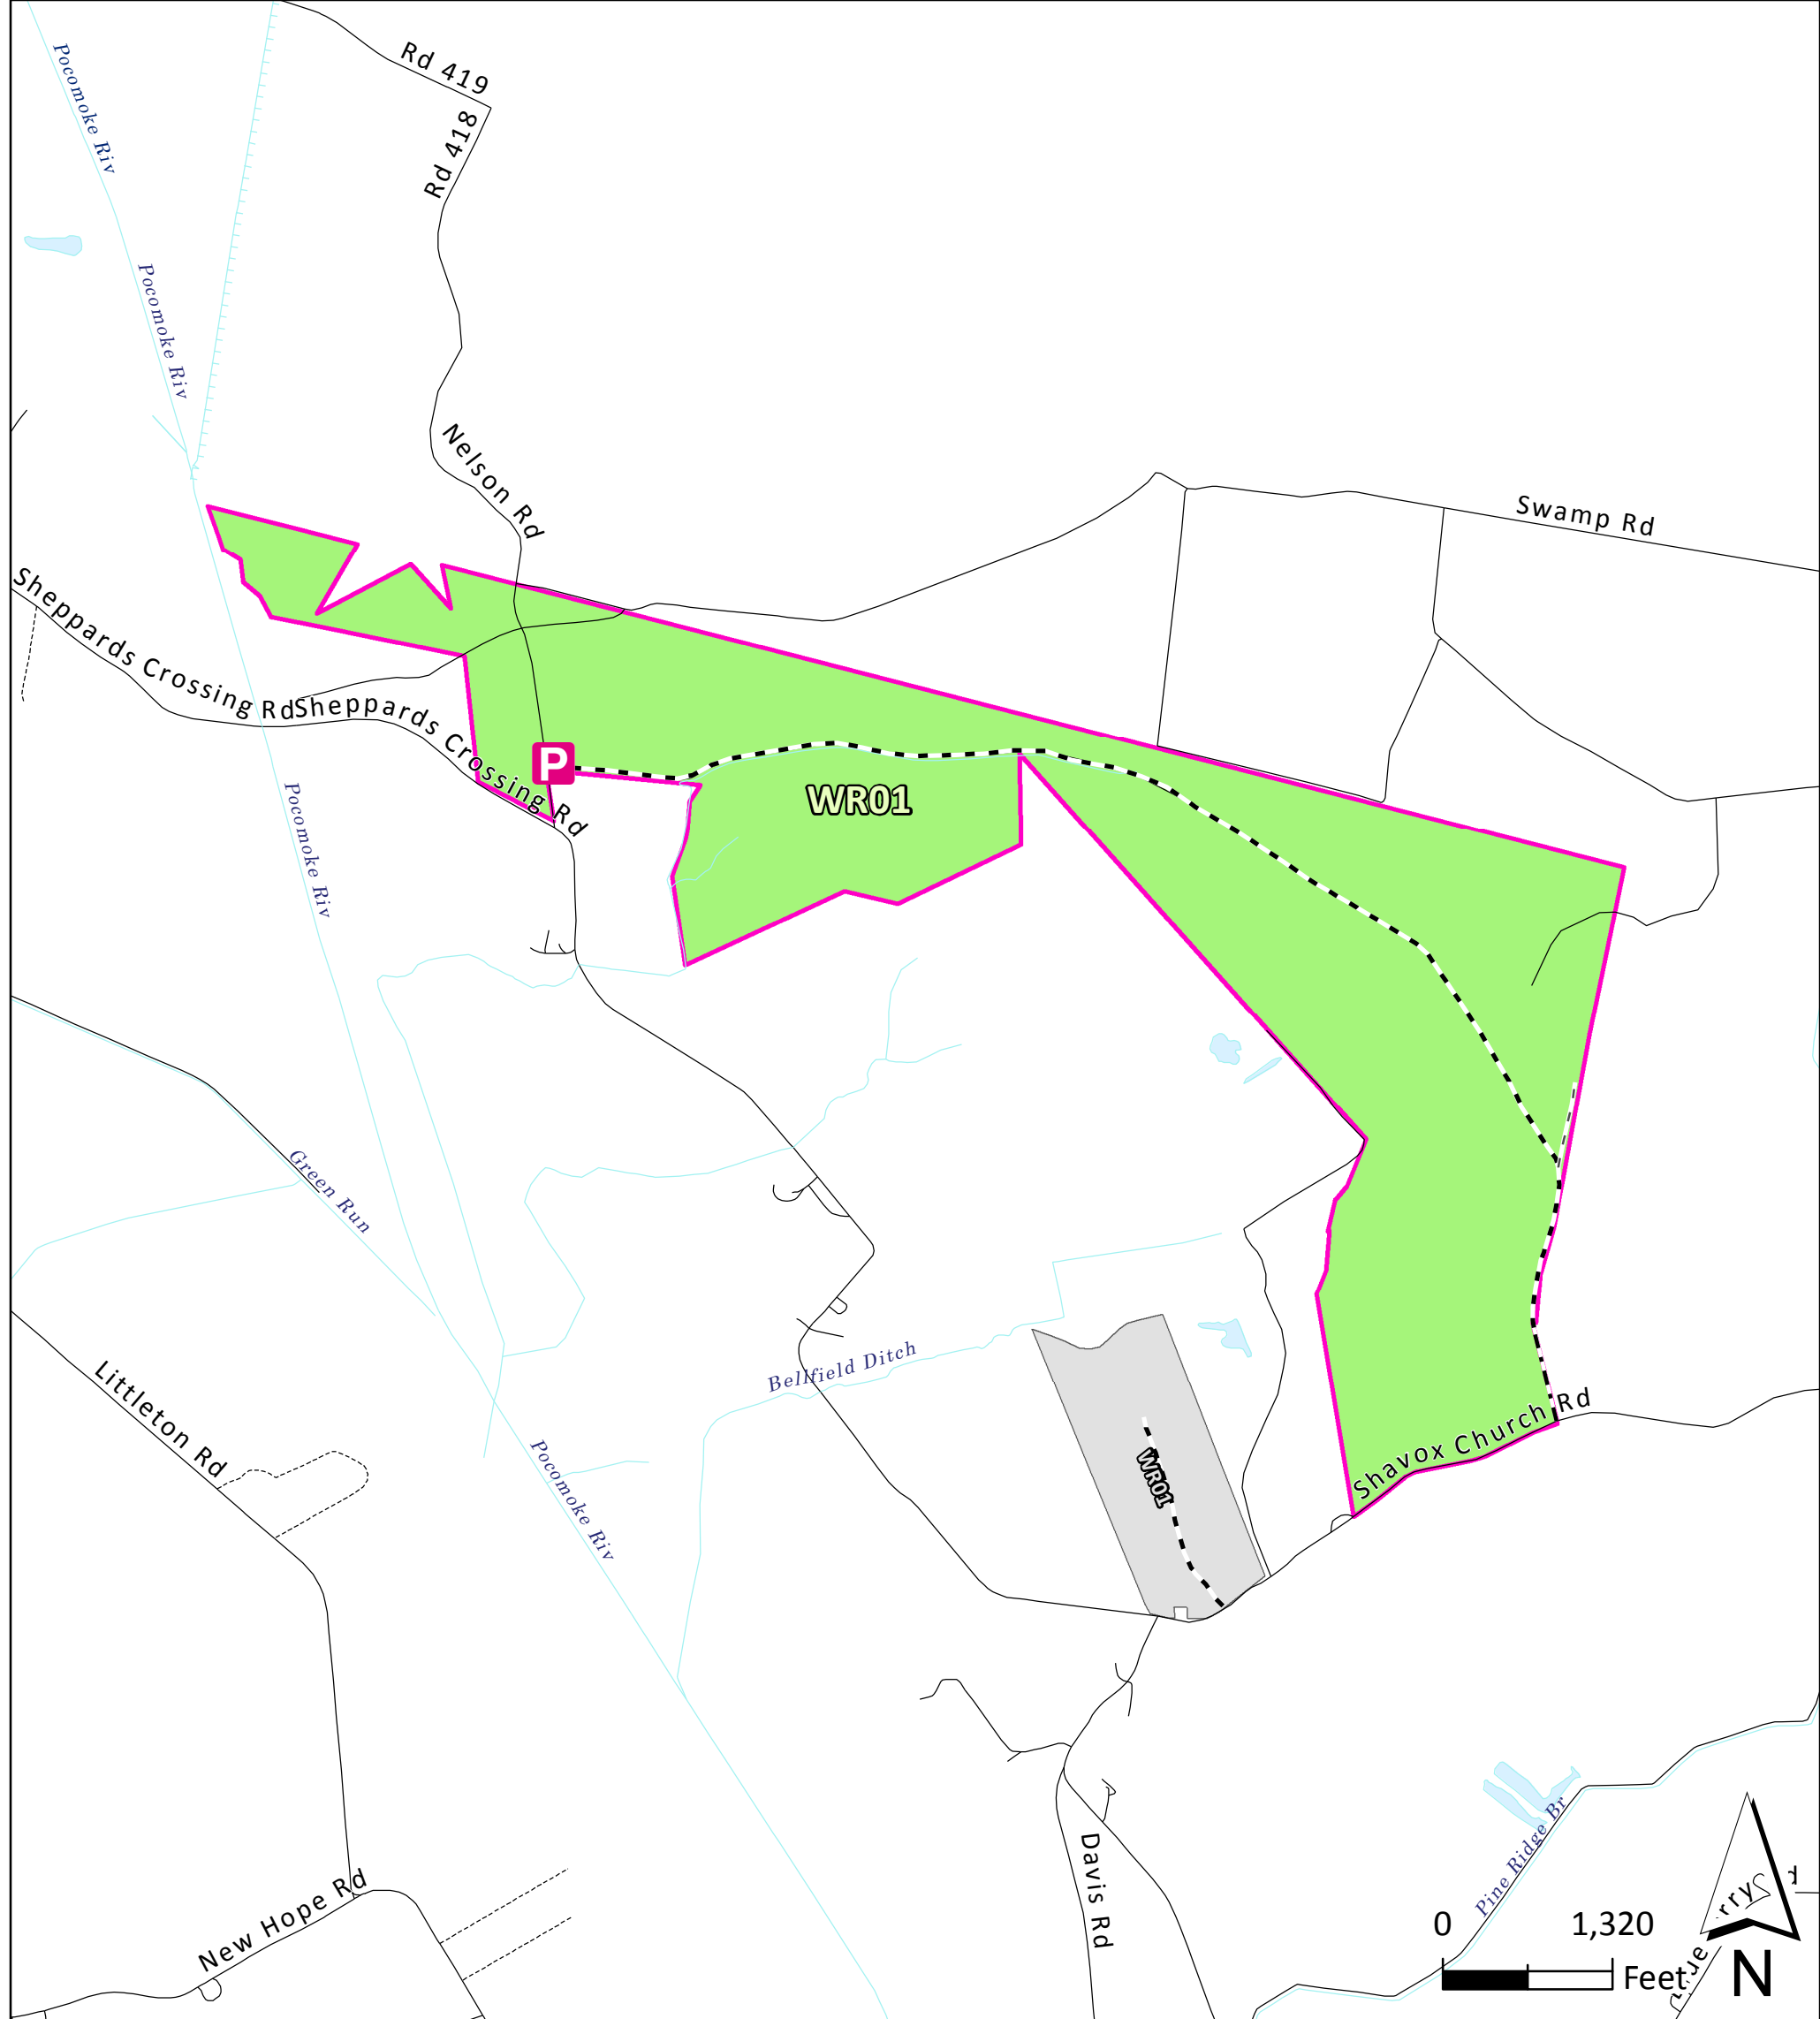 Rd 419
Pocomoke Riv
Rd 418
Pocomoke Riv
Nelson Rd
Swamp Rd
Sheppards Crossing Rd
Sheppards Crossing Rd
P
WR01
Pocomoke Riv
Green Run
Bellfield Ditch
Littleton Rd
Shavox Church Rd
WR01
Pocomoke Riv
Davis Rd
Pine Ridge Br
New Hope Rd
0 1,320
Feet
N